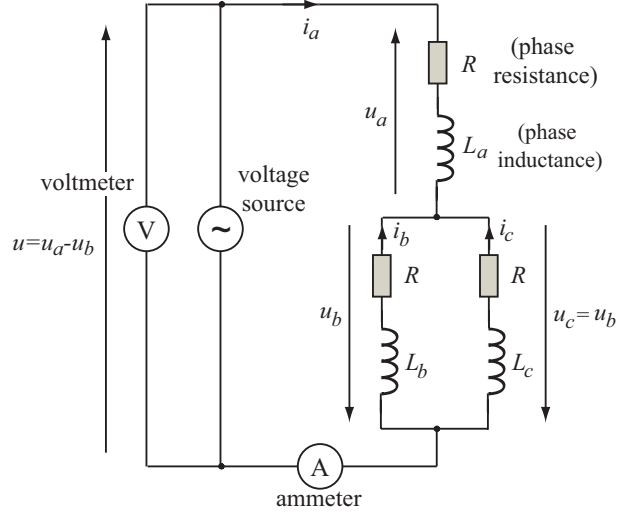 i_a
R
(phase
resistance)
u_a
L_a
(phase
inductance)
voltmeter
voltage
source
V
~
u=u_a-u_b
i_b
i_c
R
R
u_b
u_c=u_b
L_b
L_c
A
ammeter